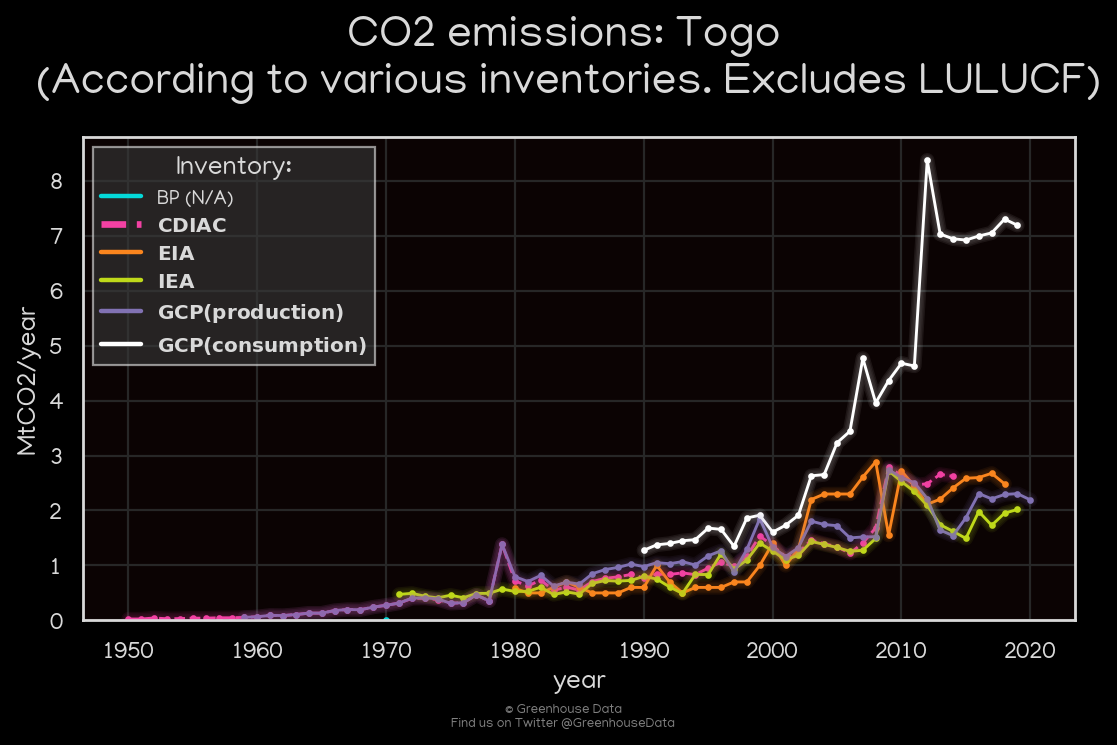 CO2 emissions: Togo
(According to various inventories. Excludes LULUCF)
Inventory:
BP (N/A)
CDIAC
EIA
IEA
GCP(production)
GCP(consumption)
MtCO2/year
8
7
6
5
4
3
2
1
0
1950 1960 1970 1980 1990 2000 2010 2020
year
© Greenhouse Data
Find us on Twitter @GreenhouseData